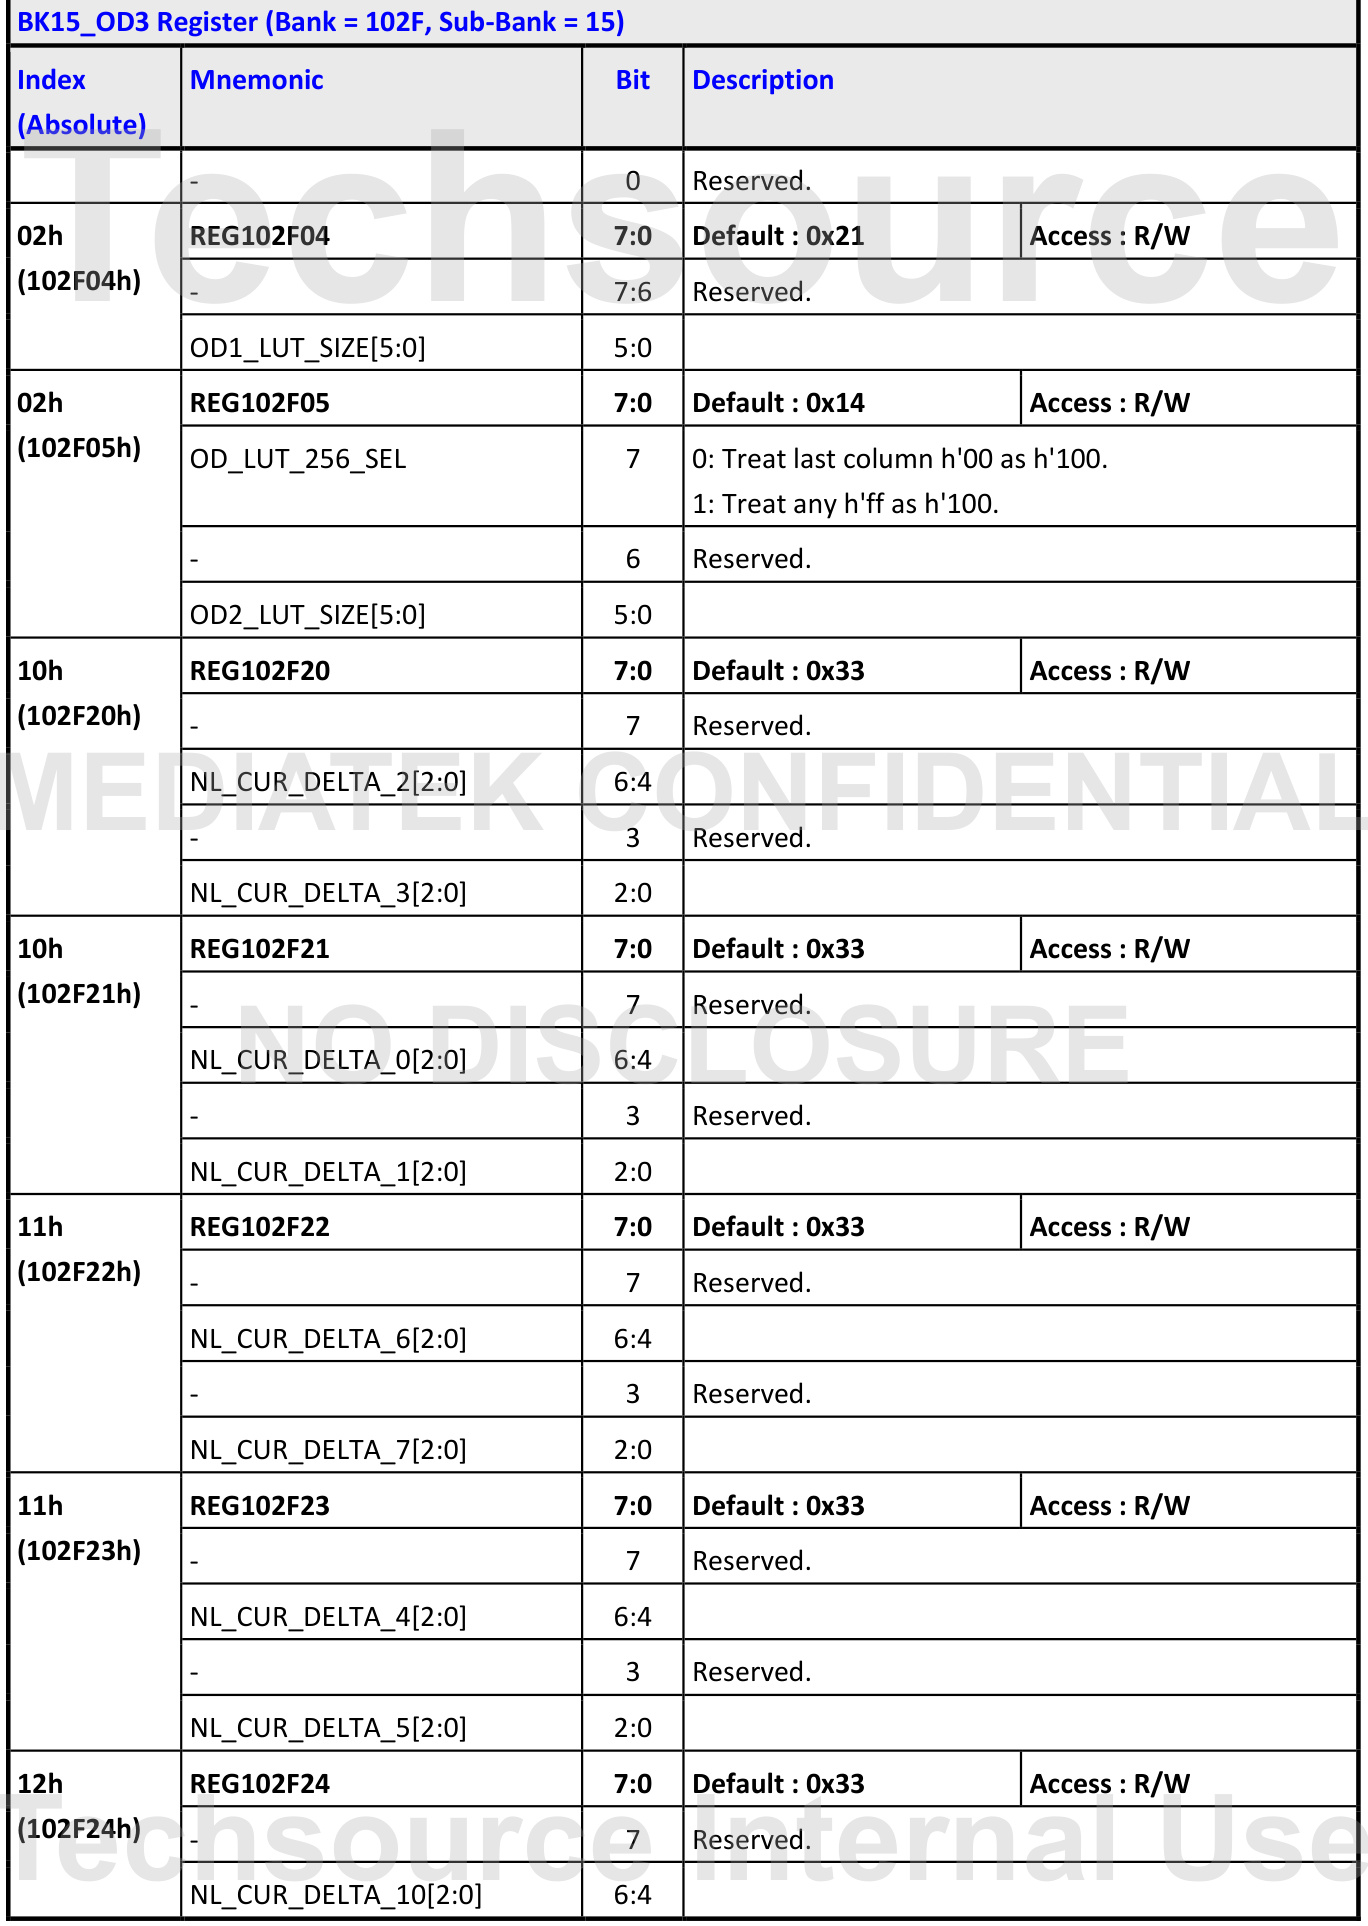 BK15_OD3 Register (Bank = 102F, Sub-Bank = 15)
Index (Absolute) Mnemonic Bit Description
- 0 Reserved.
02h (102F04h) REG102F04 7:0 Default : 0x21 Access : R/W
- 7:6 Reserved.
OD1_LUT_SIZE[5:0] 5:0
02h (102F05h) REG102F05 7:0 Default : 0x14 Access : R/W
OD_LUT_256_SEL 7 0: Treat last column h'00 as h'100.
1: Treat any h'ff as h'100.
- 6 Reserved.
OD2_LUT_SIZE[5:0] 5:0
10h (102F20h) REG102F20 7:0 Default : 0x33 Access : R/W
- 7 Reserved.
NL_CUR_DELTA_2[2:0] 6:4
- 3 Reserved.
NL_CUR_DELTA_3[2:0] 2:0
10h (102F21h) REG102F21 7:0 Default : 0x33 Access : R/W
- 7 Reserved.
NL_CUR_DELTA_0[2:0] 6:4
- 3 Reserved.
NL_CUR_DELTA_1[2:0] 2:0
11h (102F22h) REG102F22 7:0 Default : 0x33 Access : R/W
- 7 Reserved.
NL_CUR_DELTA_6[2:0] 6:4
- 3 Reserved.
NL_CUR_DELTA_7[2:0] 2:0
11h (102F23h) REG102F23 7:0 Default : 0x33 Access : R/W
- 7 Reserved.
NL_CUR_DELTA_4[2:0] 6:4
- 3 Reserved.
NL_CUR_DELTA_5[2:0] 2:0
12h (102F24h) REG102F24 7:0 Default : 0x33 Access : R/W
- 7 Reserved.
NL_CUR_DELTA_10[2:0] 6:4
Techsource
MEDIATEK CONFIDENTIAL
NO DISCLOSURE
Techsource Internal Use